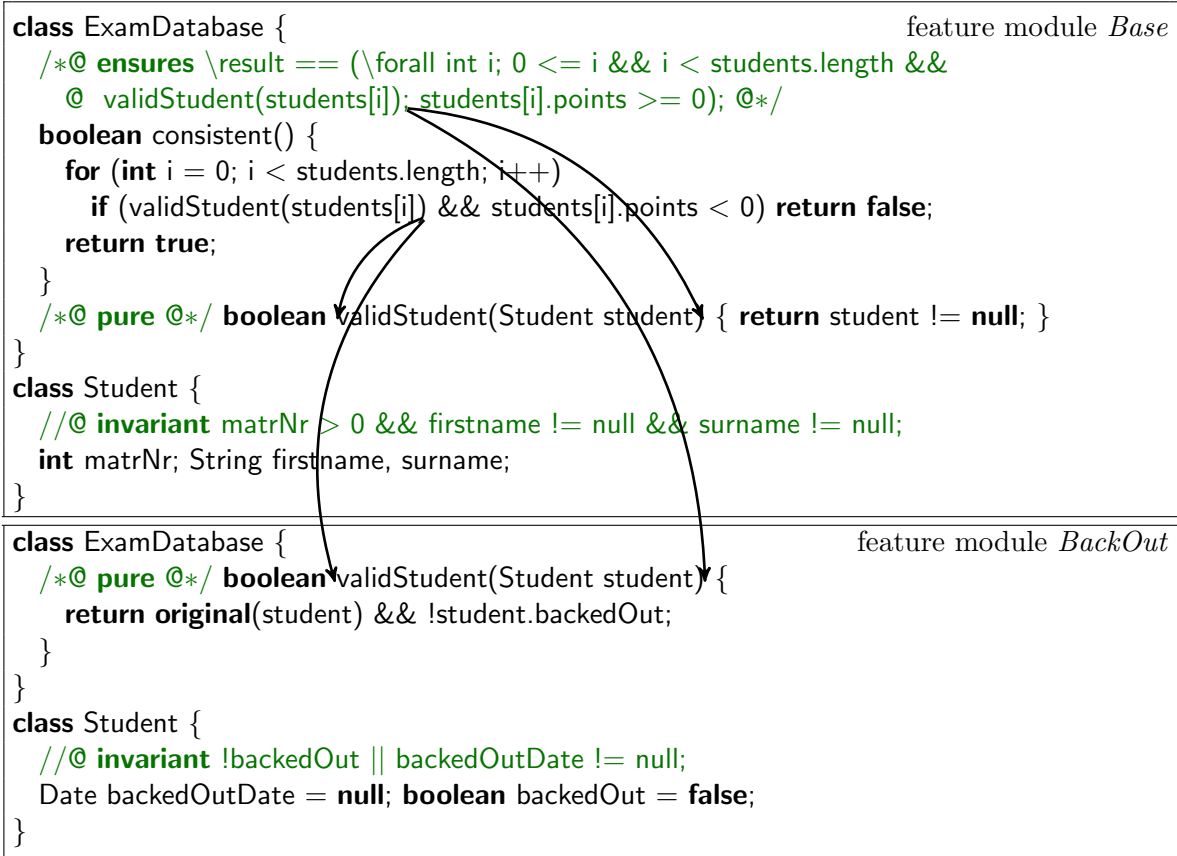 class ExamDatabase { feature module Base
/*@ ensures \result == (\forall int i; 0 <= i && i < students.length &&
@ validStudent(students[i]); students[i].points >= 0); @*/
boolean consistent() {
for (int i = 0; i < students.length; i++)
if (validStudent(students[i]) && students[i].points < 0) return false;
return true;
}
/*@ pure @*/ boolean validStudent(Student student) { return student != null; }
}
class Student {
//@ invariant matrNr > 0 && firstname != null && surname != null;
int matrNr; String firstname, surname;
}
class ExamDatabase { feature module BackOut
/*@ pure @*/ boolean validStudent(Student student) {
return original(student) && !student.backedOut;
}
}
class Student {
//@ invariant !backedOut || backedOutDate != null;
Date backedOutDate = null; boolean backedOut = false;
}